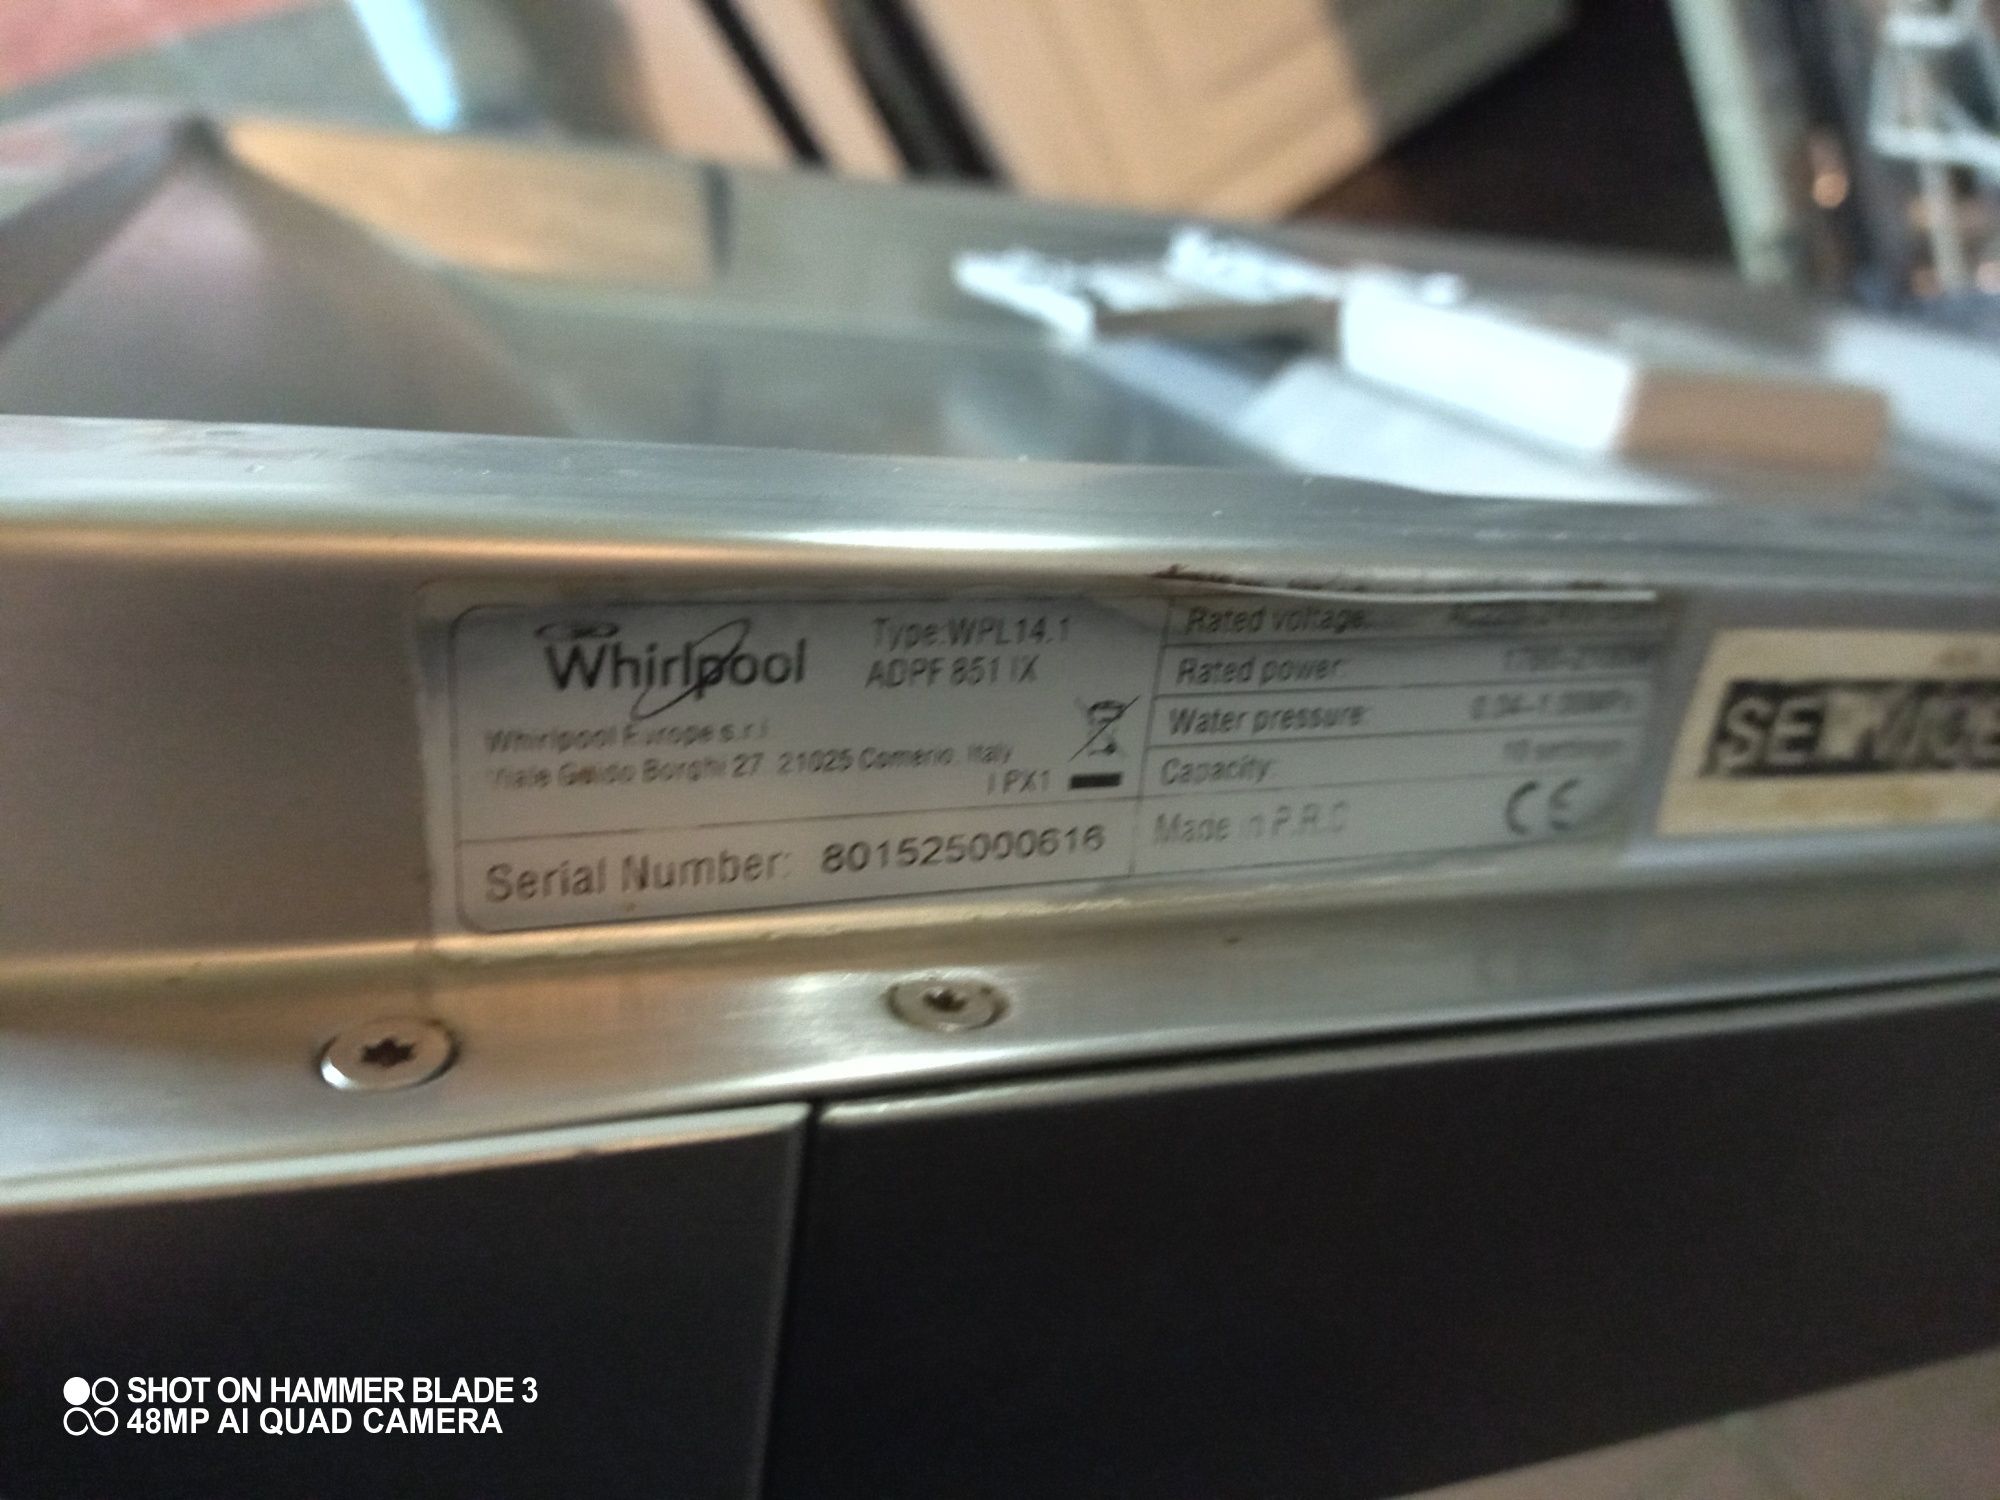 Whirlpool
Type:WPL14.1
ADPF 851 IX
Whirlpool Europe s.r.l
Viale Guido Borghi 27 21025 Comerio, Italy
IPX1
Serial Number: 801525000616
Rated voltage:
Rated power:
Water pressure:
Capacity:
Made in P.R.C
CE
SERVICE
SHOT ON HAMMER BLADE 3
48MP AI QUAD CAMERA